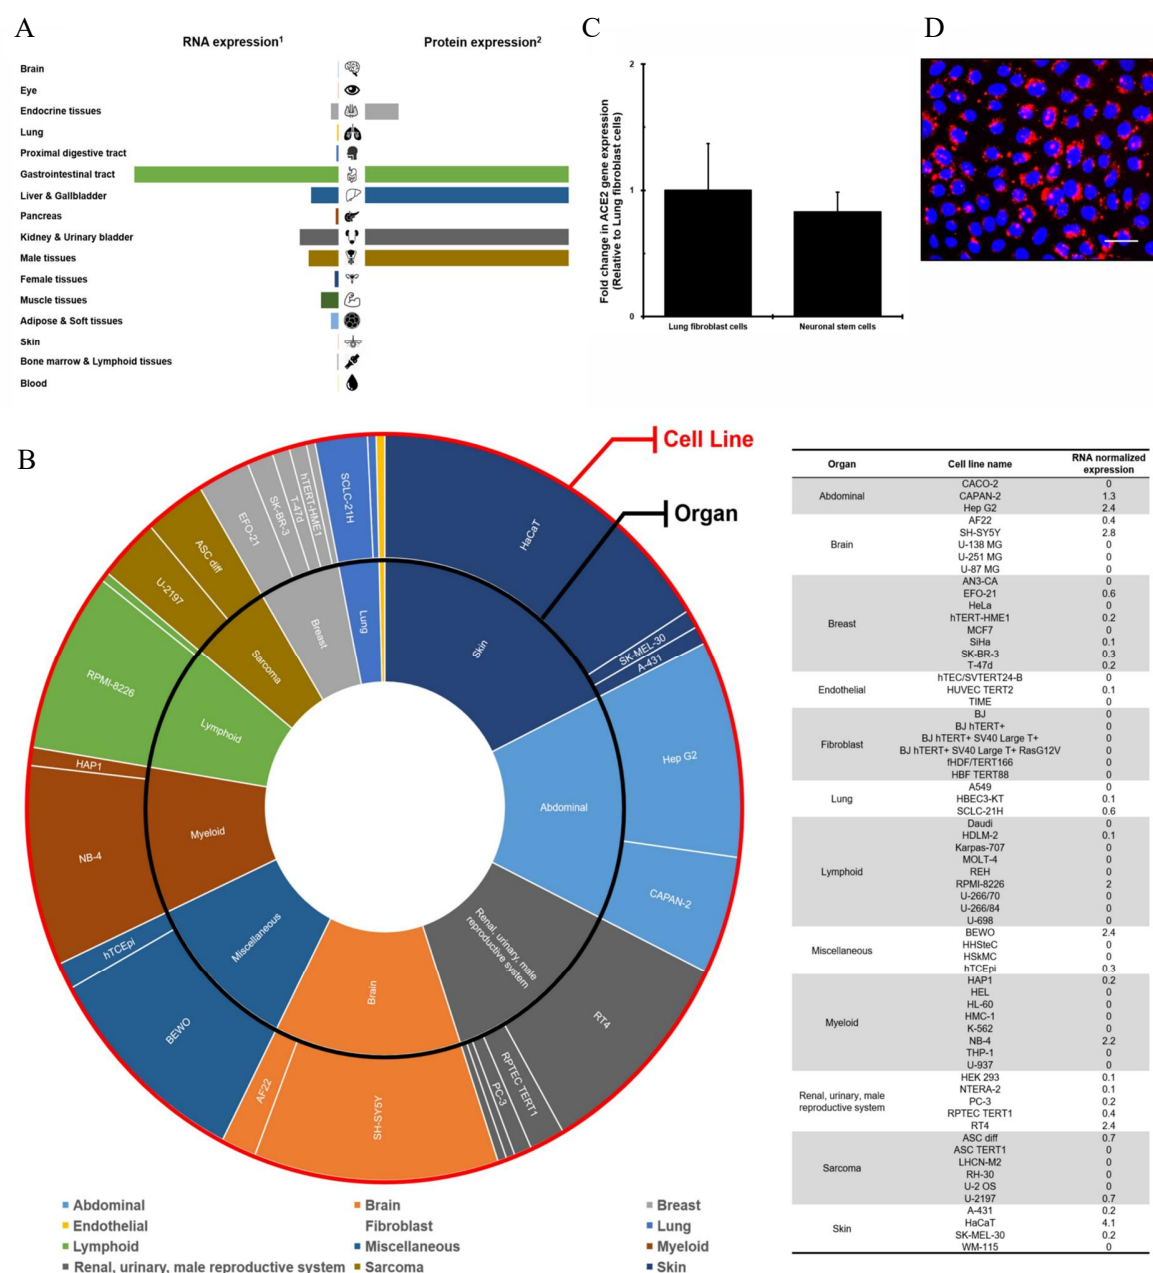 A
RNA expression1
Protein expression2
Brain
Eye
Endocrine tissues
Lung
Proximal digestive tract
Gastrointestinal tract
Liver & Gallbladder
Pancreas
Kidney & Urinary bladder
Male tissues
Female tissues
Muscle tissues
Adipose & Soft tissues
Skin
Bone marrow & Lymphoid tissues
Blood
C
Fold change in ACE2 gene expression
(Relative to Lung fibroblast cells)
2
1
0
Lung fibroblast cells
Neuronal stem cells
D
B
Cell Line
Organ
HaCaT
SK-MEL-30
A-431
Hep G2
CAPAN-2
RT4
RPTEC TERT1
PC-3
SH-SY5Y
AF22
BEWO
hTCEpi
NB-4
HAP1
RPMI-8226
U-2197
ASC diff
EFO-21
SK-BR-3
T-47d
hTERT-HME1
SCLC-21H
Skin
Abdominal
Renal, urinary, male
reproductive system
Brain
Miscellaneous
Myeloid
Lymphoid
Sarcoma
Breast
Lung
Abdominal
Brain
Breast
Endothelial
Fibroblast
Lung
Lymphoid
Miscellaneous
Myeloid
Renal, urinary, male reproductive system
Sarcoma
Skin
Organ Cell line name RNA normalized
expression
Abdominal
CACO-2 0
CAPAN-2 1.3
Hep G2 2.4
Brain
AF22 0.4
SH-SY5Y 2.8
U-138 MG 0
U-251 MG 0
U-87 MG 0
Breast
AN3-CA 0
EFO-21 0.6
HeLa 0
hTERT-HME1 0.2
MCF7 0
SiHa 0.1
SK-BR-3 0.3
T-47d 0.2
Endothelial
hTEC/SVTERT24-B 0
HUVEC TERT2 0.1
TIME 0
Fibroblast
BJ 0
BJ hTERT+ 0
BJ hTERT+ SV40 Large T+ 0
BJ hTERT+ SV40 Large T+ RasG12V 0
fHDF/TERT166 0
HBF TERT88 0
Lung
A549 0
HBEC3-KT 0.1
SCLC-21H 0.6
Lymphoid
Daudi 0
HDLM-2 0.1
Karpas-707 0
MOLT-4 0
REH 0
RPMI-8226 2
U-266/70 0
U-266/84 0
U-698 0
Miscellaneous
BEWO 2.4
HHSteC 0
HSkMC 0
hTCEpi 0.3
Myeloid
HAP1 0.2
HEL 0
HL-60 0
HMC-1 0
K-562 0
NB-4 2.2
THP-1 0
U-937 0
Renal, urinary, male
reproductive system
HEK 293 0.1
NTERA-2 0.1
PC-3 0.2
RPTEC TERT1 0.4
RT4 2.4
Sarcoma
ASC diff 0.7
ASC TERT1 0
LHCN-M2 0
RH-30 0
U-2 OS 0
U-2197 0.7
Skin
A-431 0.2
HaCaT 4.1
SK-MEL-30 0.2
WM-115 0